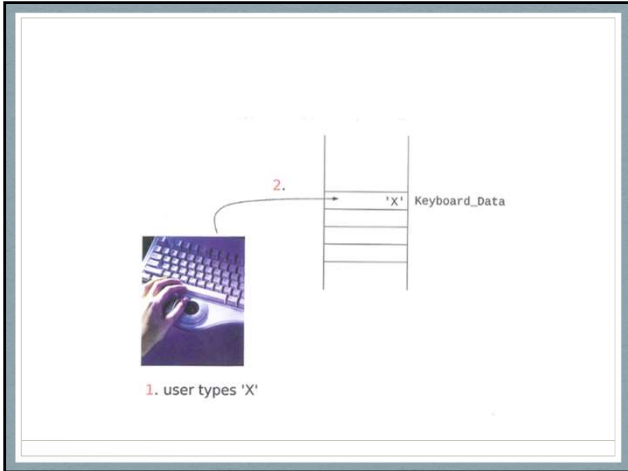 2.
'X' Keyboard_Data
1. user types 'X'